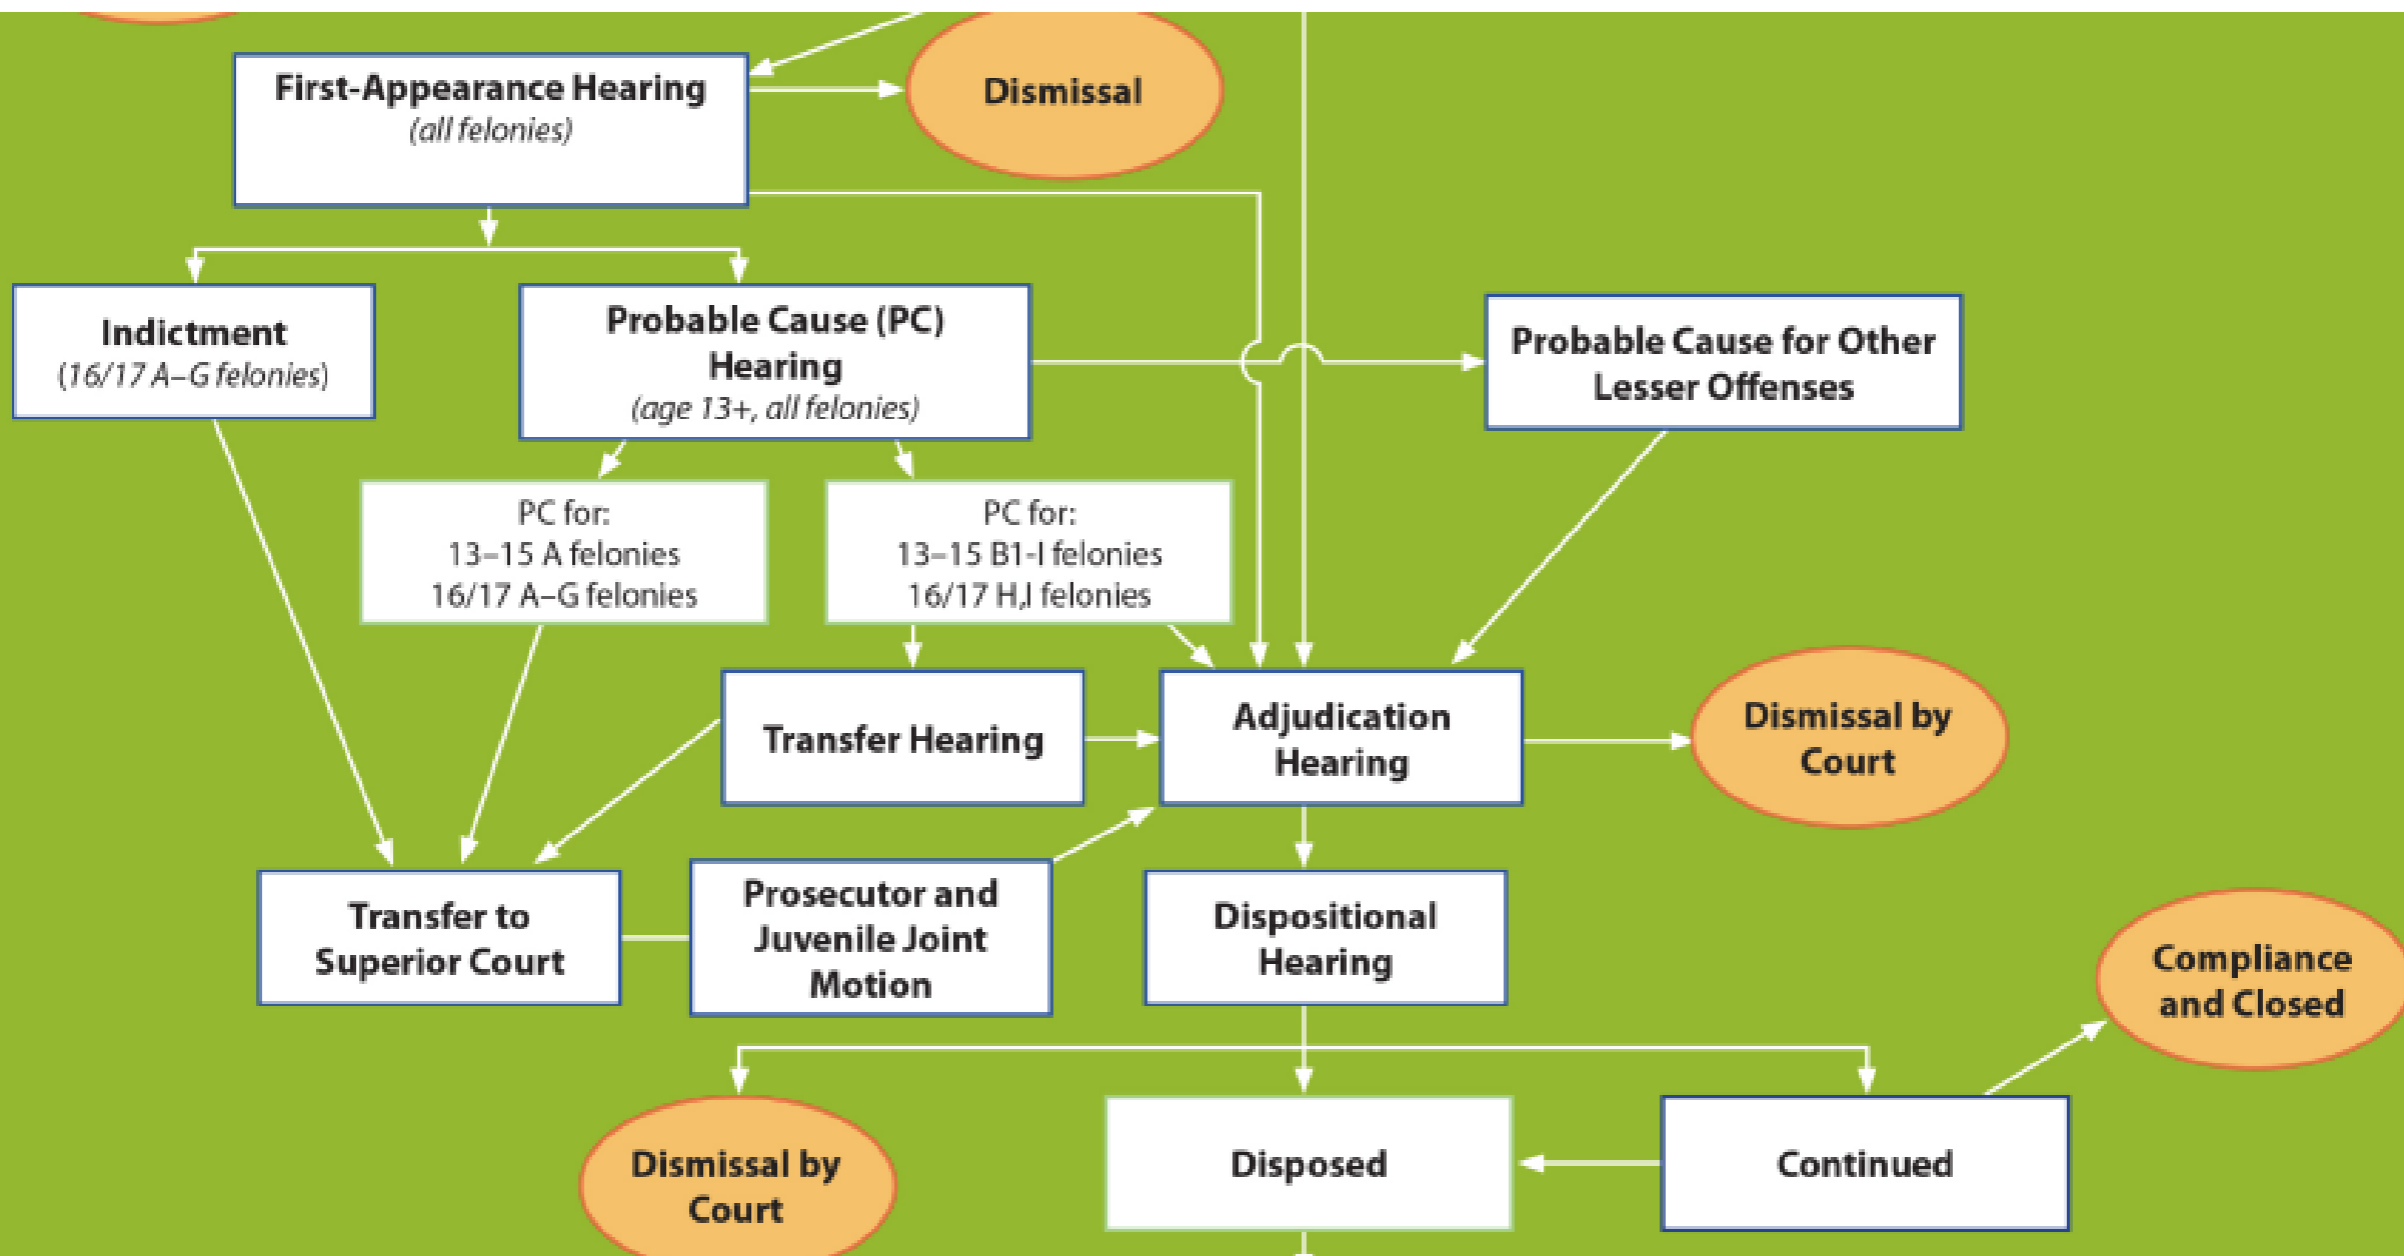 First-Appearance Hearing
(all felonies)
Dismissal
Indictment
(16/17 A–G felonies)
Probable Cause (PC)
Hearing
(age 13+, all felonies)
Probable Cause for Other
Lesser Offenses
PC for:
13–15 A felonies
16/17 A–G felonies
PC for:
13–15 B1-I felonies
16/17 H,I felonies
Transfer Hearing
Adjudication
Hearing
Dismissal by
Court
Transfer to
Superior Court
Prosecutor and
Juvenile Joint
Motion
Dispositional
Hearing
Compliance
and Closed
Dismissal by
Court
Disposed
Continued